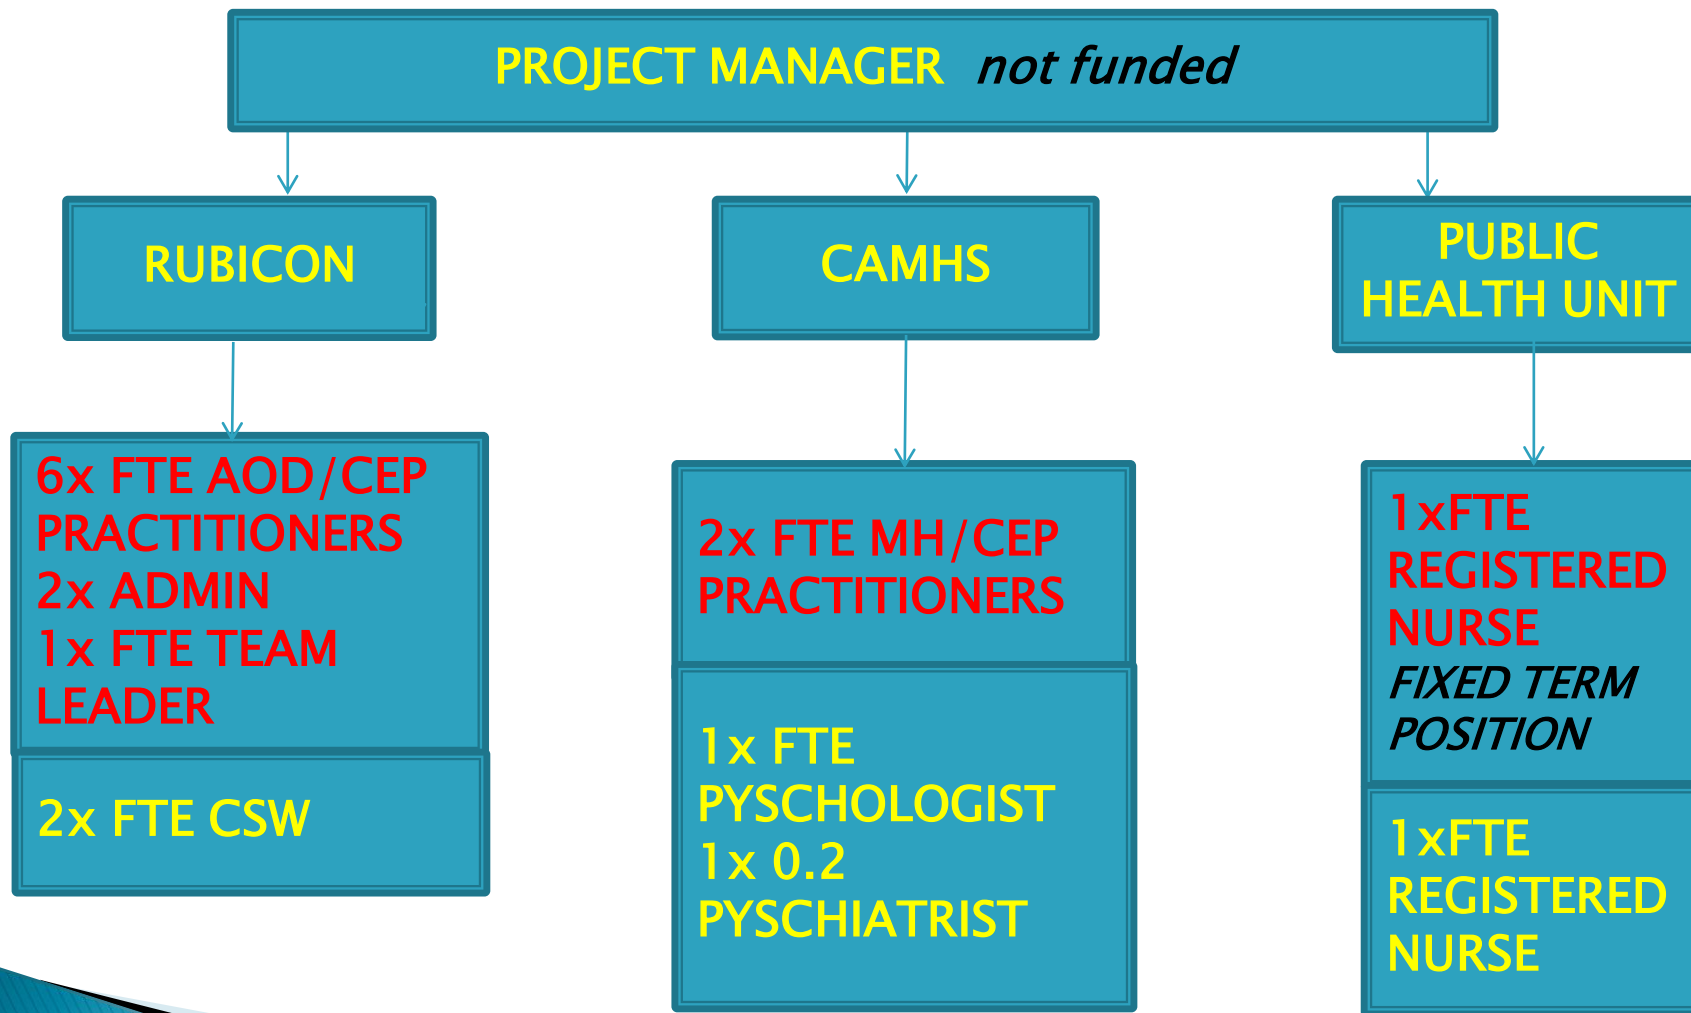 PROJECT MANAGER not funded
RUBICON
CAMHS
PUBLIC
HEALTH UNIT
6x FTE AOD/CEP
PRACTITIONERS
2x ADMIN
1x FTE TEAM
LEADER
2x FTE CSW
2x FTE MH/CEP
PRACTITIONERS
1x FTE
PYSCHOLOGIST
1x 0.2
PYSCHIATRIST
1xFTE
REGISTERED
NURSE
FIXED TERM
POSITION
1xFTE
REGISTERED
NURSE